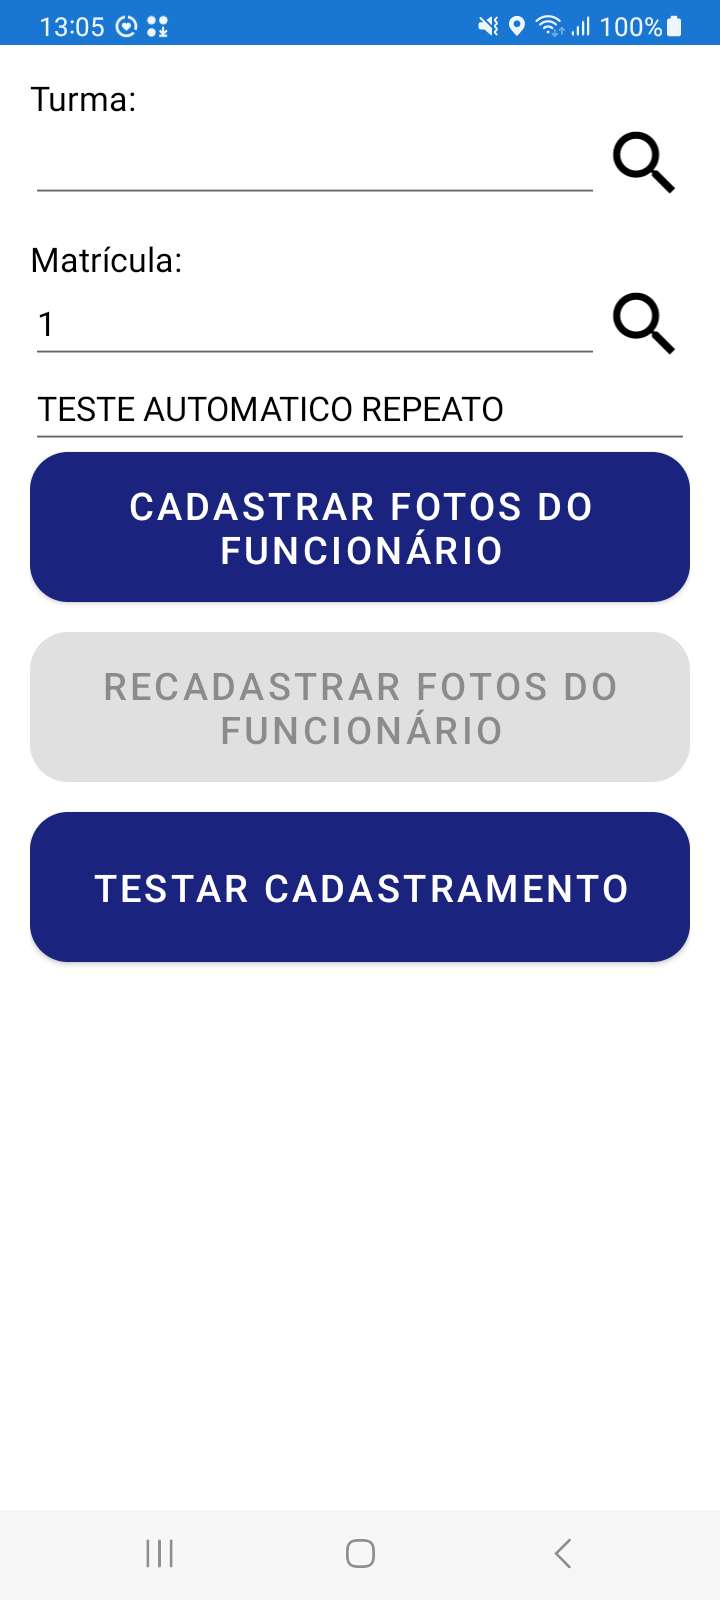 13:05 100%
Turma:
Matrícula:
1
TESTE AUTOMATICO REPEATO
CADASTRAR FOTOS DO
FUNCIONÁRIO
RECADASTRAR FOTOS DO
FUNCIONÁRIO
TESTAR CADASTRAMENTO